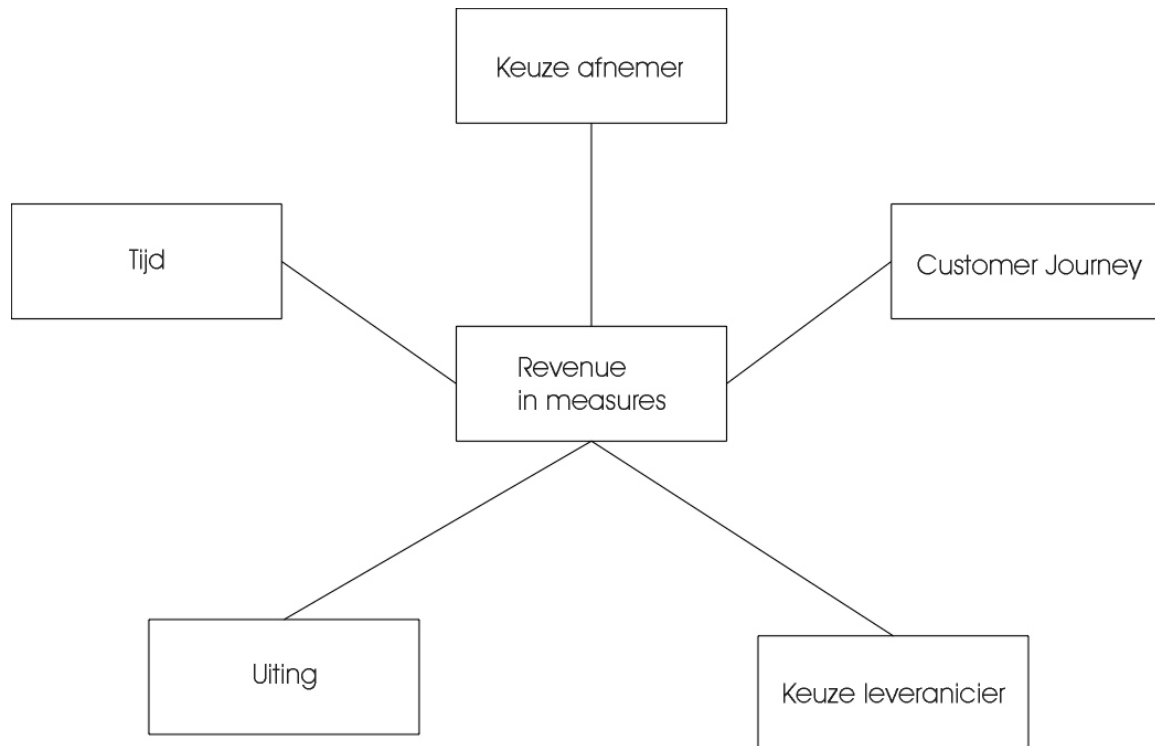 Keuze afnemer
Tijd
Customer Journey
Revenue
in measures
Uiting
Keuze leveranicier